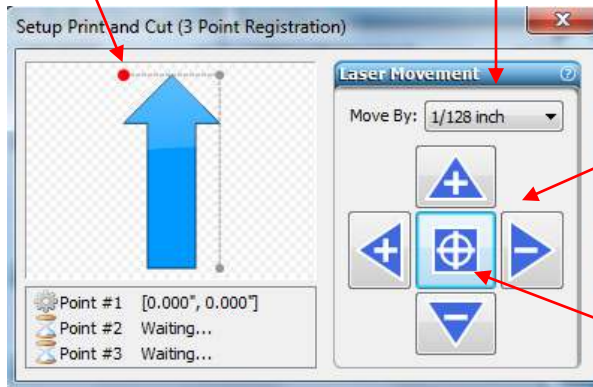 Setup Print and Cut (3 Point Registration)
Laser Movement
Move By: 1/128 inch
Point #1 [0.000", 0.000"]
Point #2 Waiting...
Point #3 Waiting...